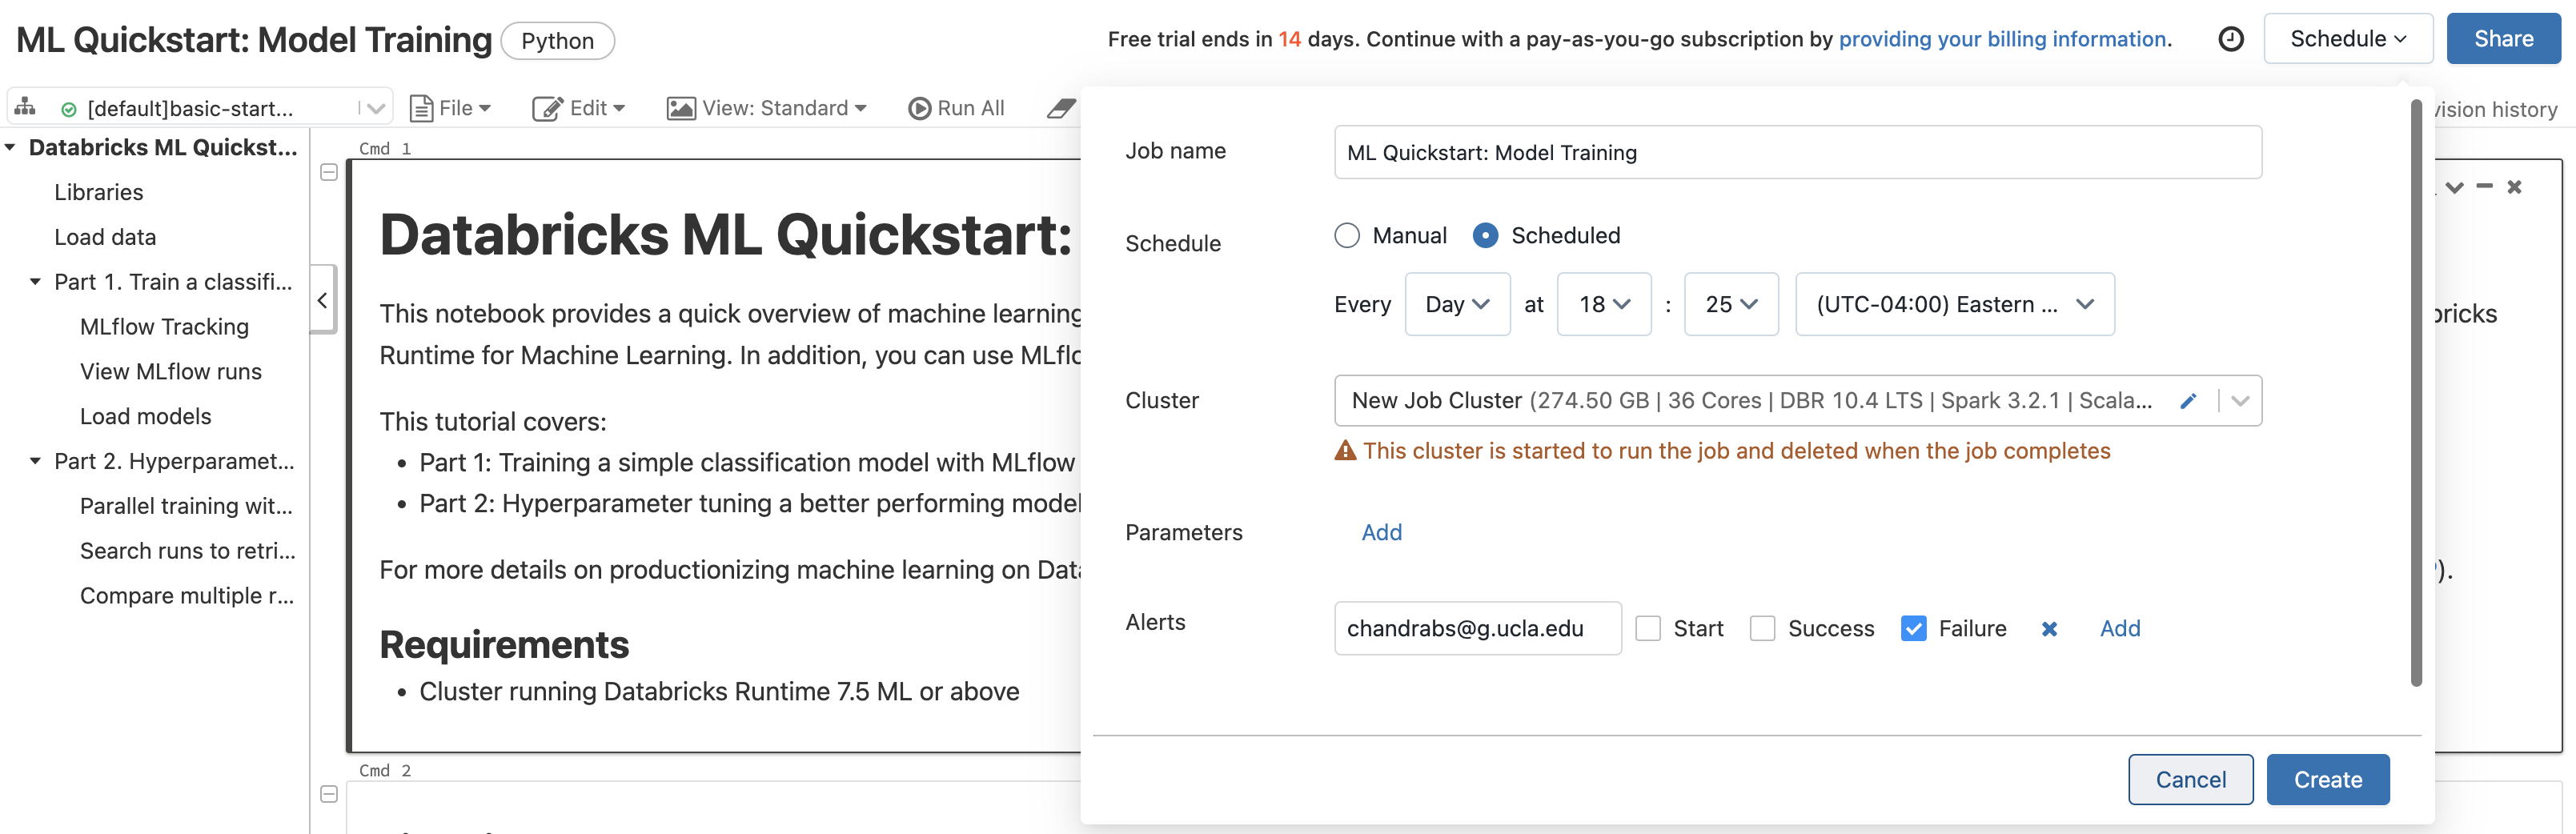 ML Quickstart: Model Training Python
Free trial ends in 14 days. Continue with a pay-as-you-go subscription by providing your billing information.
Schedule
Share
[default]basic-start...
File
Edit
View: Standard
Run All
vision history
Databricks ML Quickst...
Libraries
Load data
Part 1. Train a classifi...
MLflow Tracking
View MLflow runs
Load models
Part 2. Hyperparamet...
Parallel training wit...
Search runs to retri...
Compare multiple r...
Cmd 1
Databricks ML Quickstart:
This notebook provides a quick overview of machine learning
Runtime for Machine Learning. In addition, you can use MLflo
This tutorial covers:
• Part 1: Training a simple classification model with MLflow
• Part 2: Hyperparameter tuning a better performing model
For more details on productionizing machine learning on Data
Requirements
• Cluster running Databricks Runtime 7.5 ML or above
Cmd 2
Job name
ML Quickstart: Model Training
Schedule
Manual
Scheduled
Every Day at 18 : 25 (UTC-04:00) Eastern ...
Cluster
New Job Cluster (274.50 GB | 36 Cores | DBR 10.4 LTS | Spark 3.2.1 | Scala...
This cluster is started to run the job and deleted when the job completes
Parameters
Add
Alerts
chandrabs@g.ucla.edu
Start
Success
Failure
Add
Cancel
Create
bricks
).